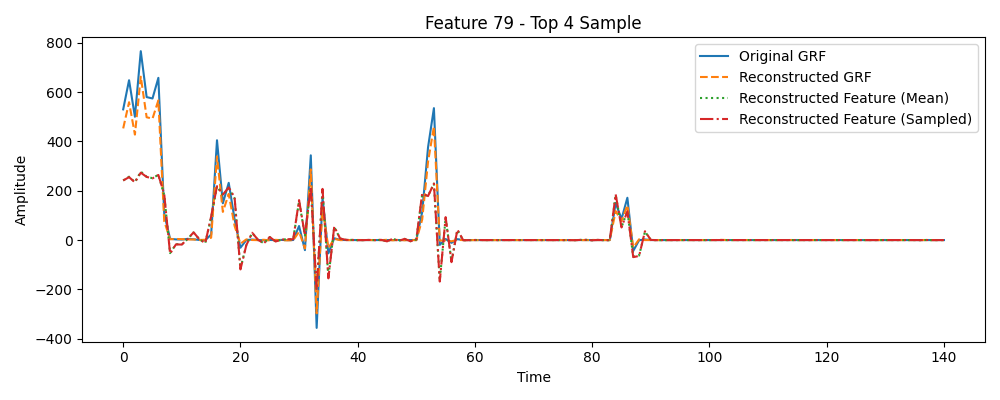 Feature 79 - Top 4 Sample
Original GRF
Reconstructed GRF
Reconstructed Feature (Mean)
Reconstructed Feature (Sampled)
Amplitude
800
600
400
200
0
−200
−400
0 20 40 60 80 100 120 140
Time